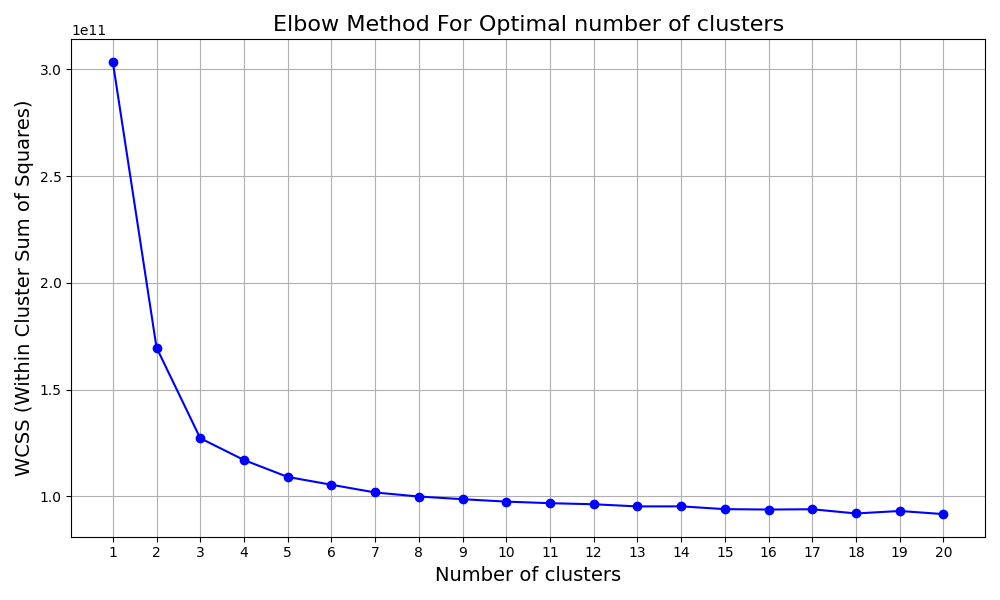 Elbow Method For Optimal number of clusters
1e11
3.0
2.5
2.0
1.5
1.0
WCSS (Within Cluster Sum of Squares)
1 2 3 4 5 6 7 8 9 10 11 12 13 14 15 16 17 18 19 20
Number of clusters